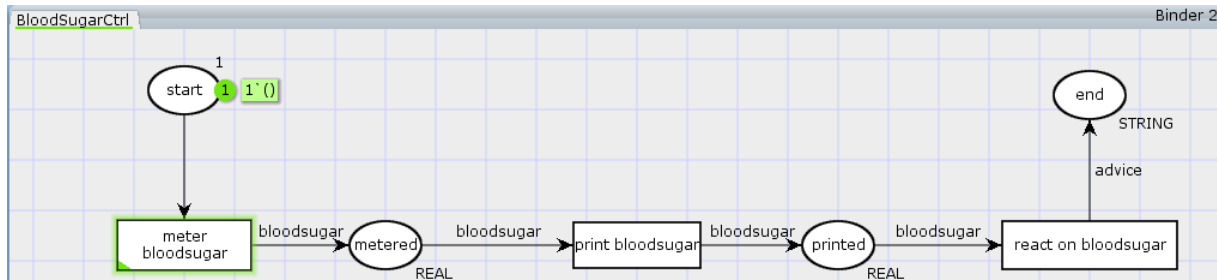 BloodSugarCtrl
Binder 2
1
start
1
1`()
end
STRING
advice
meter
bloodsugar
bloodsugar
metered
REAL
bloodsugar
print bloodsugar
bloodsugar
printed
REAL
bloodsugar
react on bloodsugar